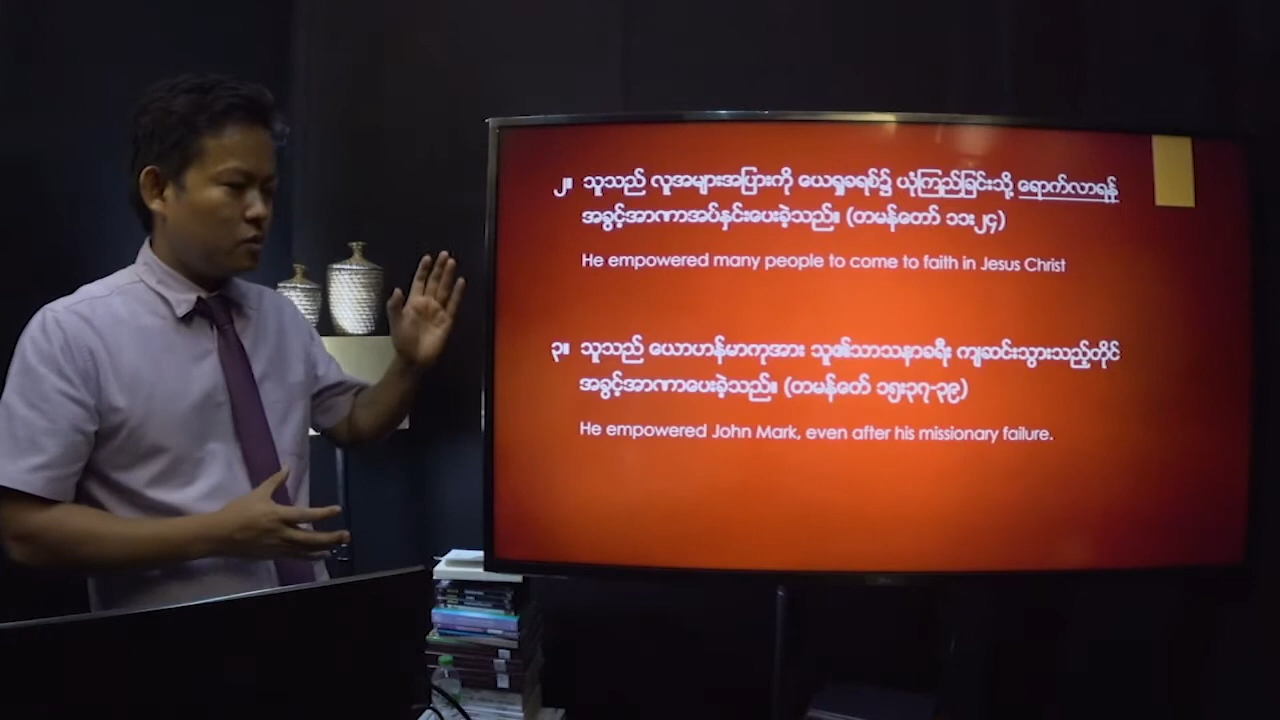 ၂။ သူသည် လူအများအပြားကို ယေရှုခရစ်၌ ယုံကြည်ခြင်းသို့ ရောက်လာရန်
အခွင့်အာဏာအပ်နှင်းပေးခဲ့သည်။ (တမန်တော် ၁၁း၂၄)
He empowered many people to come to faith in Jesus Christ
၃။ သူသည် ယောဟန်မာကုအား သူ၏သာသနာခရီး ကျဆင်းသွားသည့်တိုင်
အခွင့်အာဏာပေးခဲ့သည်။ (တမန်တော် ၁၅း၃၇-၃၉)
He empowered John Mark, even after his missionary failure.